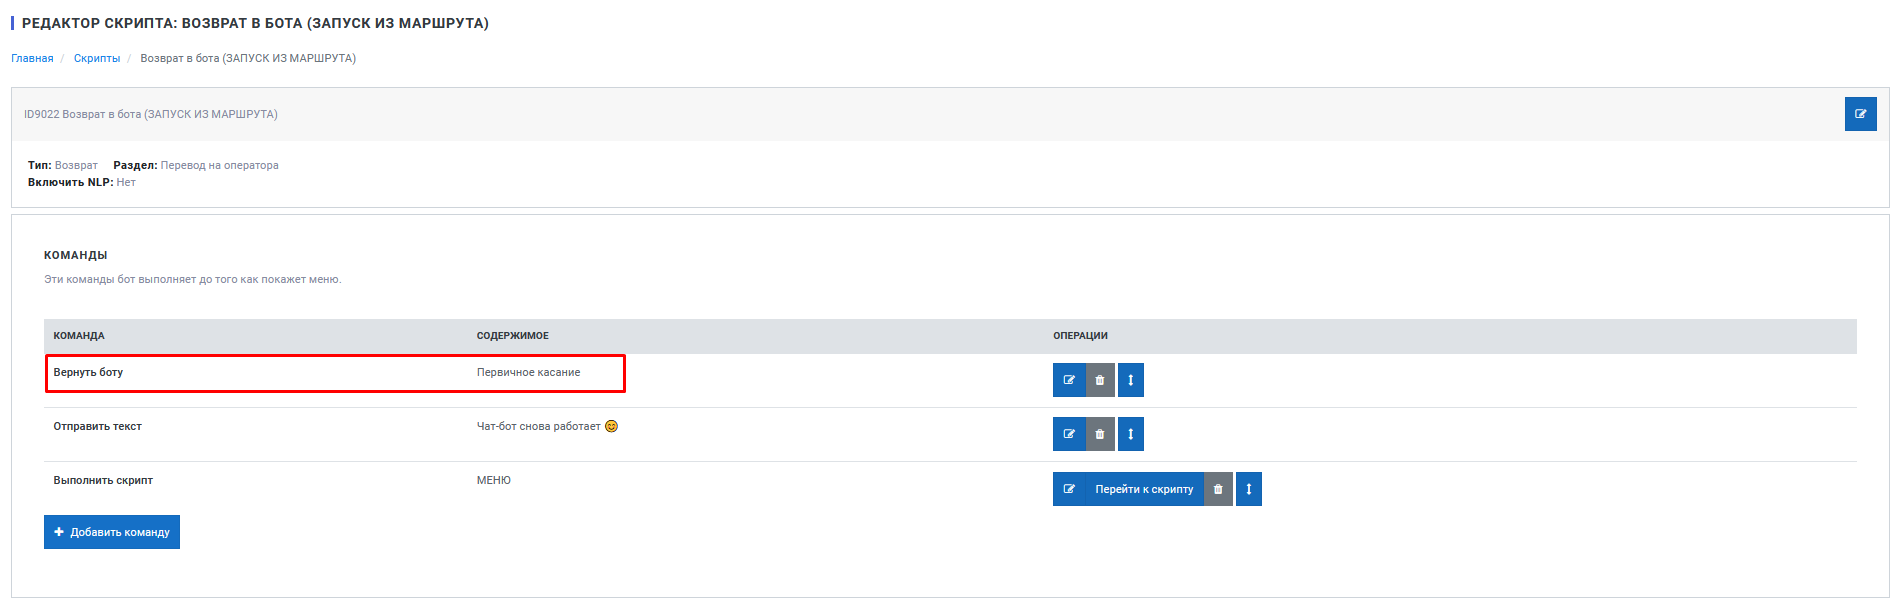 РЕДАКТОР СКРИПТА: ВОЗВРАТ В БОТА (ЗАПУСК ИЗ МАРШРУТА)
Главная / Скрипты / Возврат в бота (ЗАПУСК ИЗ МАРШРУТА)
ID9022 Возврат в бота (ЗАПУСК ИЗ МАРШРУТА)
Тип: Возврат Раздел: Перевод на оператора
Включить NLP: Нет
КОМАНДЫ
Эти команды бот выполняет до того как покажет меню.
КОМАНДА СОДЕРЖИМОЕ ОПЕРАЦИИ
Вернуть боту Первичное касание
Отправить текст Чат-бот снова работает 😊
Выполнить скрипт МЕНЮ Перейти к скрипту
Добавить команду